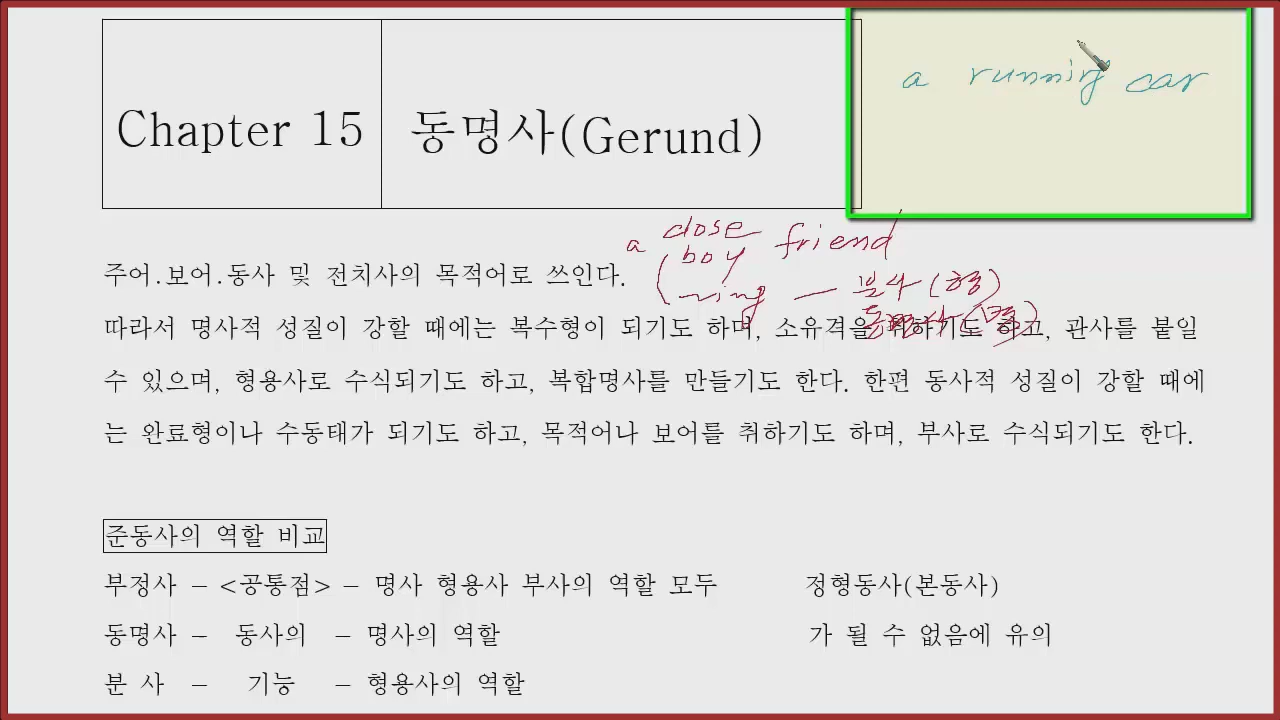 a running car
Chapter 15 동명사(Gerund)
a close friend
boy
ning – 분사(형)
동명사(명)
주어.보어.동사 및 전치사의 목적어로 쓰인다.
따라서 명사적 성질이 강할 때에는 복수형이 되기도 하며, 소유격을 취하기도 하고, 관사를 붙일
수 있으며, 형용사로 수식되기도 하고, 복합명사를 만들기도 한다. 한편 동사적 성질이 강할 때에
는 완료형이나 수동태가 되기도 하고, 목적어나 보어를 취하기도 하며, 부사로 수식되기도 한다.
준동사의 역할 비교
부정사 – <공통점> – 명사 형용사 부사의 역할 모두 정형동사(본동사)
동명사 – 동사의 – 명사의 역할 가 될 수 없음에 유의
분 사 – 기능 – 형용사의 역할